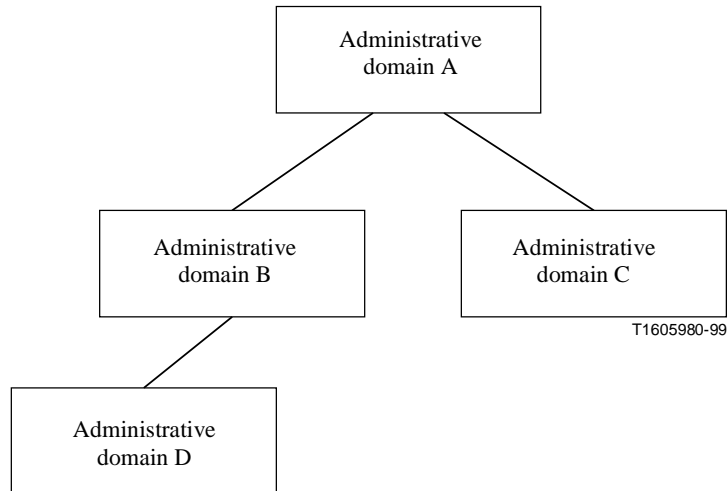 Administrative
domain A
Administrative
domain B
Administrative
domain C
T1605980-99
Administrative
domain D